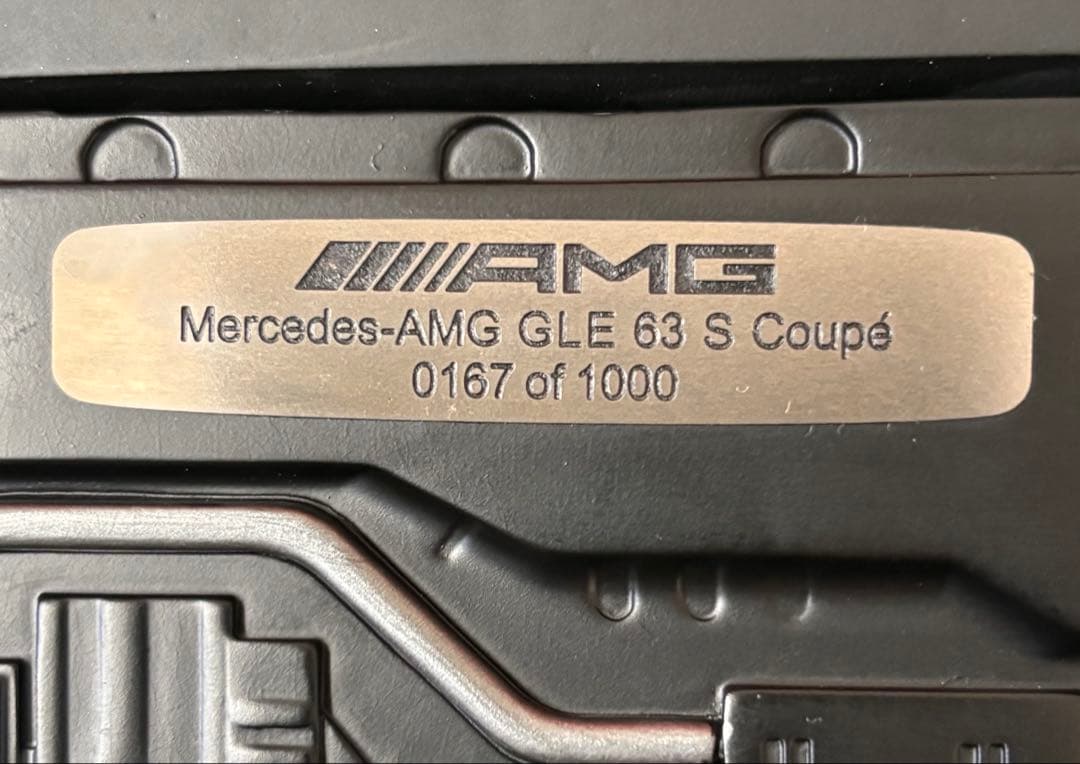 AMG
Mercedes-AMG GLE 63 S Coupé
0167 of 1000